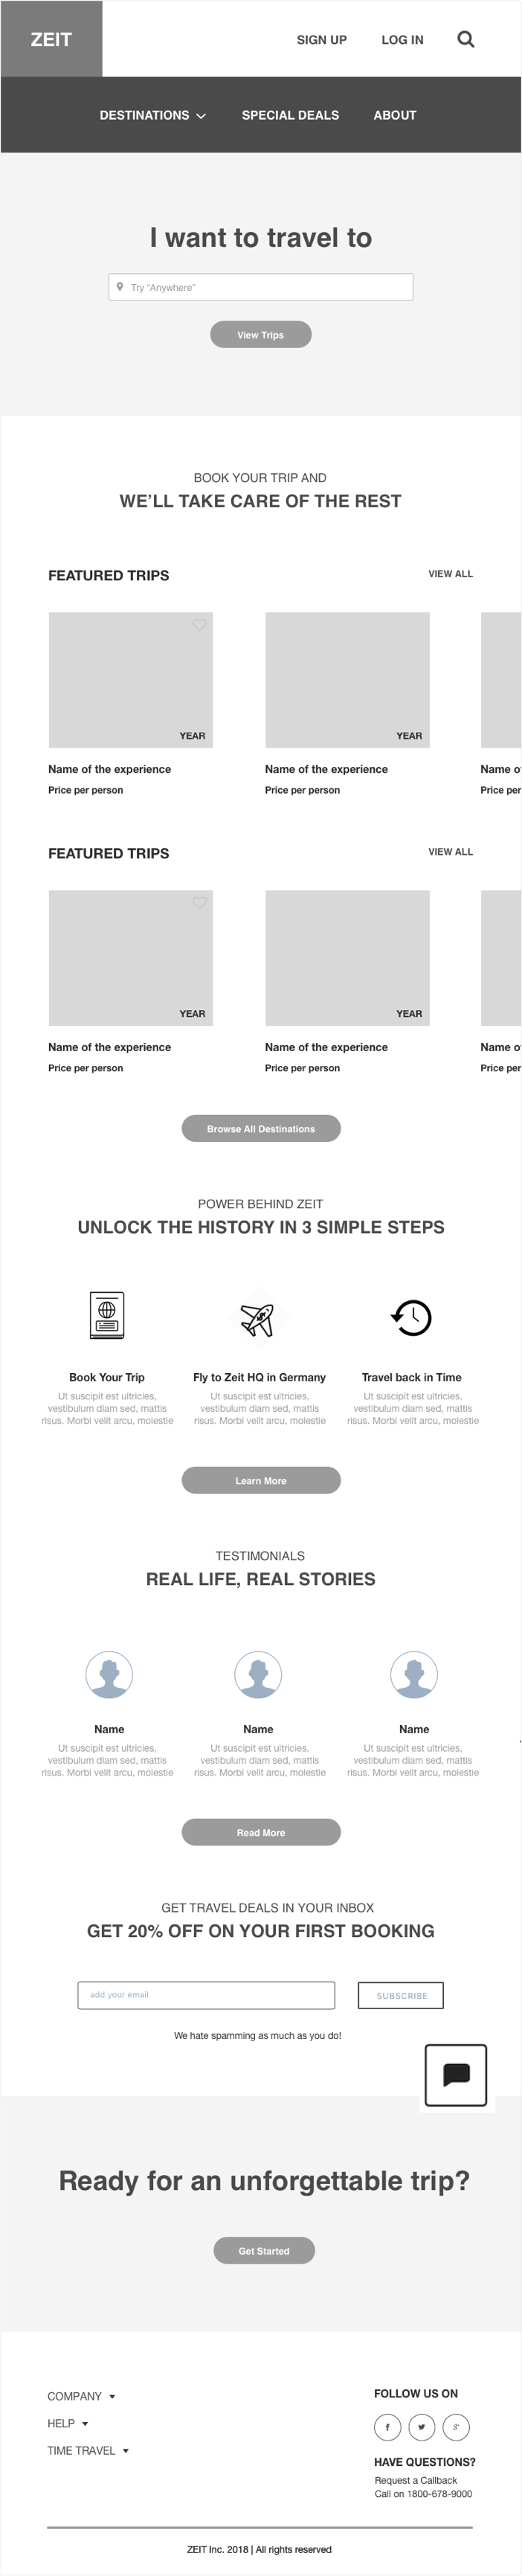 ZEIT
SIGN UP
LOG IN
DESTINATIONS
SPECIAL DEALS
ABOUT
I want to travel to
Try "Anywhere"
View Trips
BOOK YOUR TRIP AND
WE'LL TAKE CARE OF THE REST
FEATURED TRIPS
VIEW ALL
YEAR
YEAR
Name of the experience
Name of the experience
Name o
Price per person
Price per person
Price per
FEATURED TRIPS
VIEW ALL
YEAR
YEAR
Name of the experience
Name of the experience
Name o
Price per person
Price per person
Price per
Browse All Destinations
POWER BEHIND ZEIT
UNLOCK THE HISTORY IN 3 SIMPLE STEPS
Book Your Trip
Ut suscipit est ultricies,
vestibulum diam sed, mattis
risus. Morbi velit arcu, molestie
Fly to Zeit HQ in Germany
Ut suscipit est ultricies,
vestibulum diam sed, mattis
risus. Morbi velit arcu, molestie
Travel back in Time
Ut suscipit est ultricies,
vestibulum diam sed, mattis
risus. Morbi velit arcu, molestie
Learn More
TESTIMONIALS
REAL LIFE, REAL STORIES
Name
Ut suscipit est ultricies,
vestibulum diam sed, mattis
risus. Morbi velit arcu, molestie
Name
Ut suscipit est ultricies,
vestibulum diam sed, mattis
risus. Morbi velit arcu, molestie
Name
Ut suscipit est ultricies,
vestibulum diam sed, mattis
risus. Morbi velit arcu, molestie
Read More
GET TRAVEL DEALS IN YOUR INBOX
GET 20% OFF ON YOUR FIRST BOOKING
add your email
SUBSCRIBE
We hate spamming as much as you do!
Ready for an unforgettable trip?
Get Started
COMPANY
HELP
TIME TRAVEL
FOLLOW US ON
HAVE QUESTIONS?
Request a Callback
Call on 1800-678-9000
ZEIT Inc. 2018 | All rights reserved